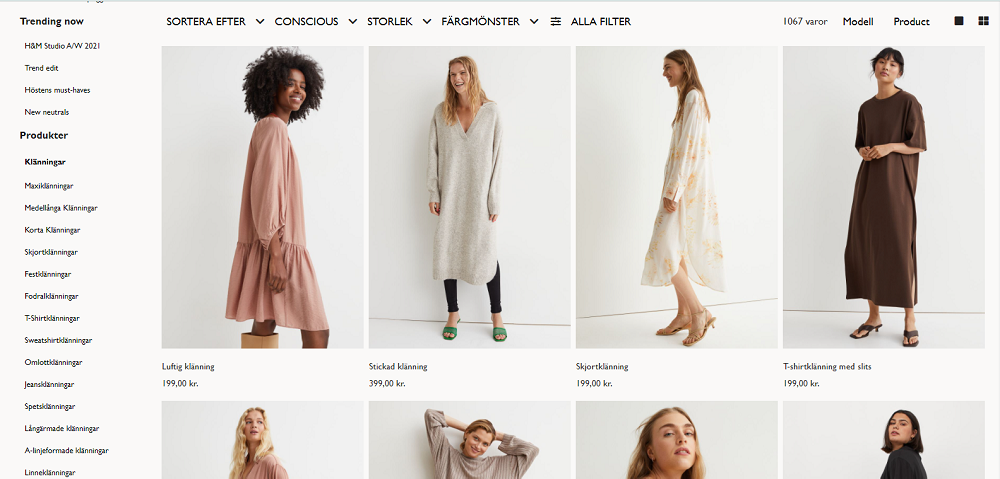 Trending now
H&M Studio A/W 2021
Trend edit
Höstens must-haves
New neutrals
Produkter
Klänningar
Maxiklänningar
Medellånga Klänningar
Korta Klänningar
Skjortklänningar
Festklänningar
Fodralklänningar
T-Shirtklänningar
Sweatshirtklänningar
Omlottklänningar
Jeansklänningar
Spetsklänningar
Långärmade klänningar
A-linjeformade klänningar
Linneklänningar
SORTERA EFTER CONSCIOUS STORLEK FÄRGMÖNSTER ALLA FILTER 1067 varor Modell Product
Luftig klänning
199,00 kr.
Stickad klänning
399,00 kr.
Skjortklänning
199,00 kr.
T-shirtklänning med slits
199,00 kr.